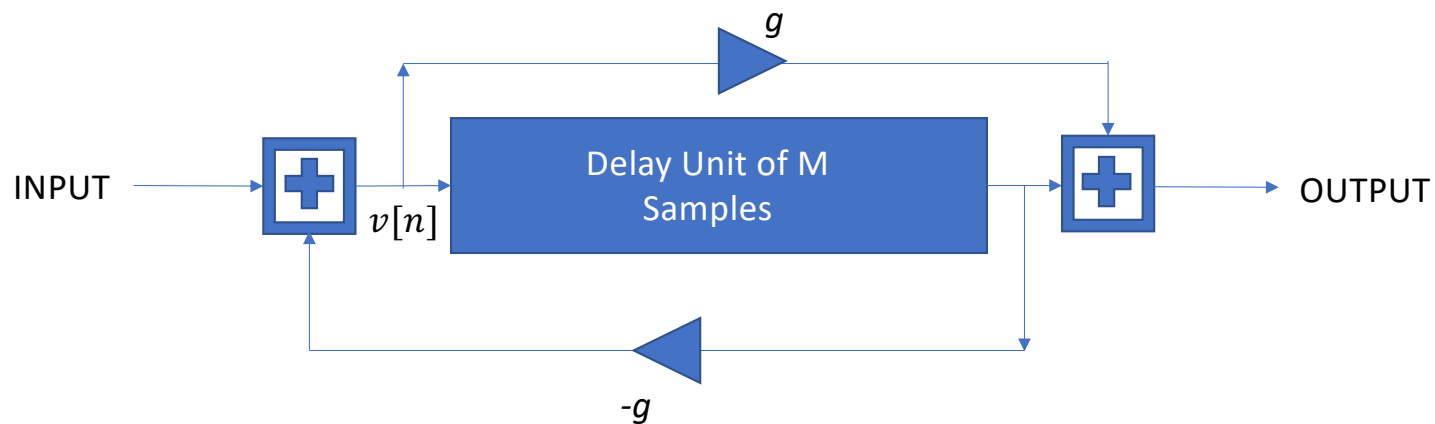 g
INPUT
Delay Unit of M
Samples
v[n]
OUTPUT
-g